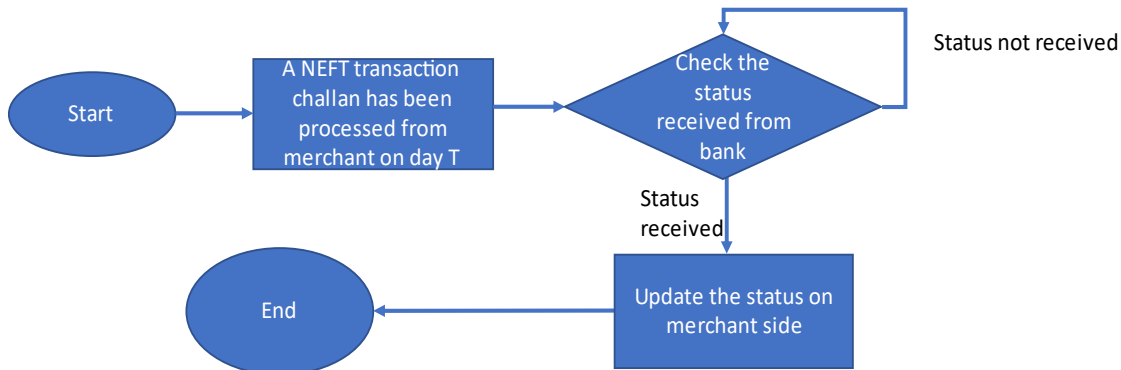 Start
A NEFT transaction
challan has been
processed from
merchant on day T
Check the
status
received from
bank
Status not received
Status
received
Update the status on
merchant side
End